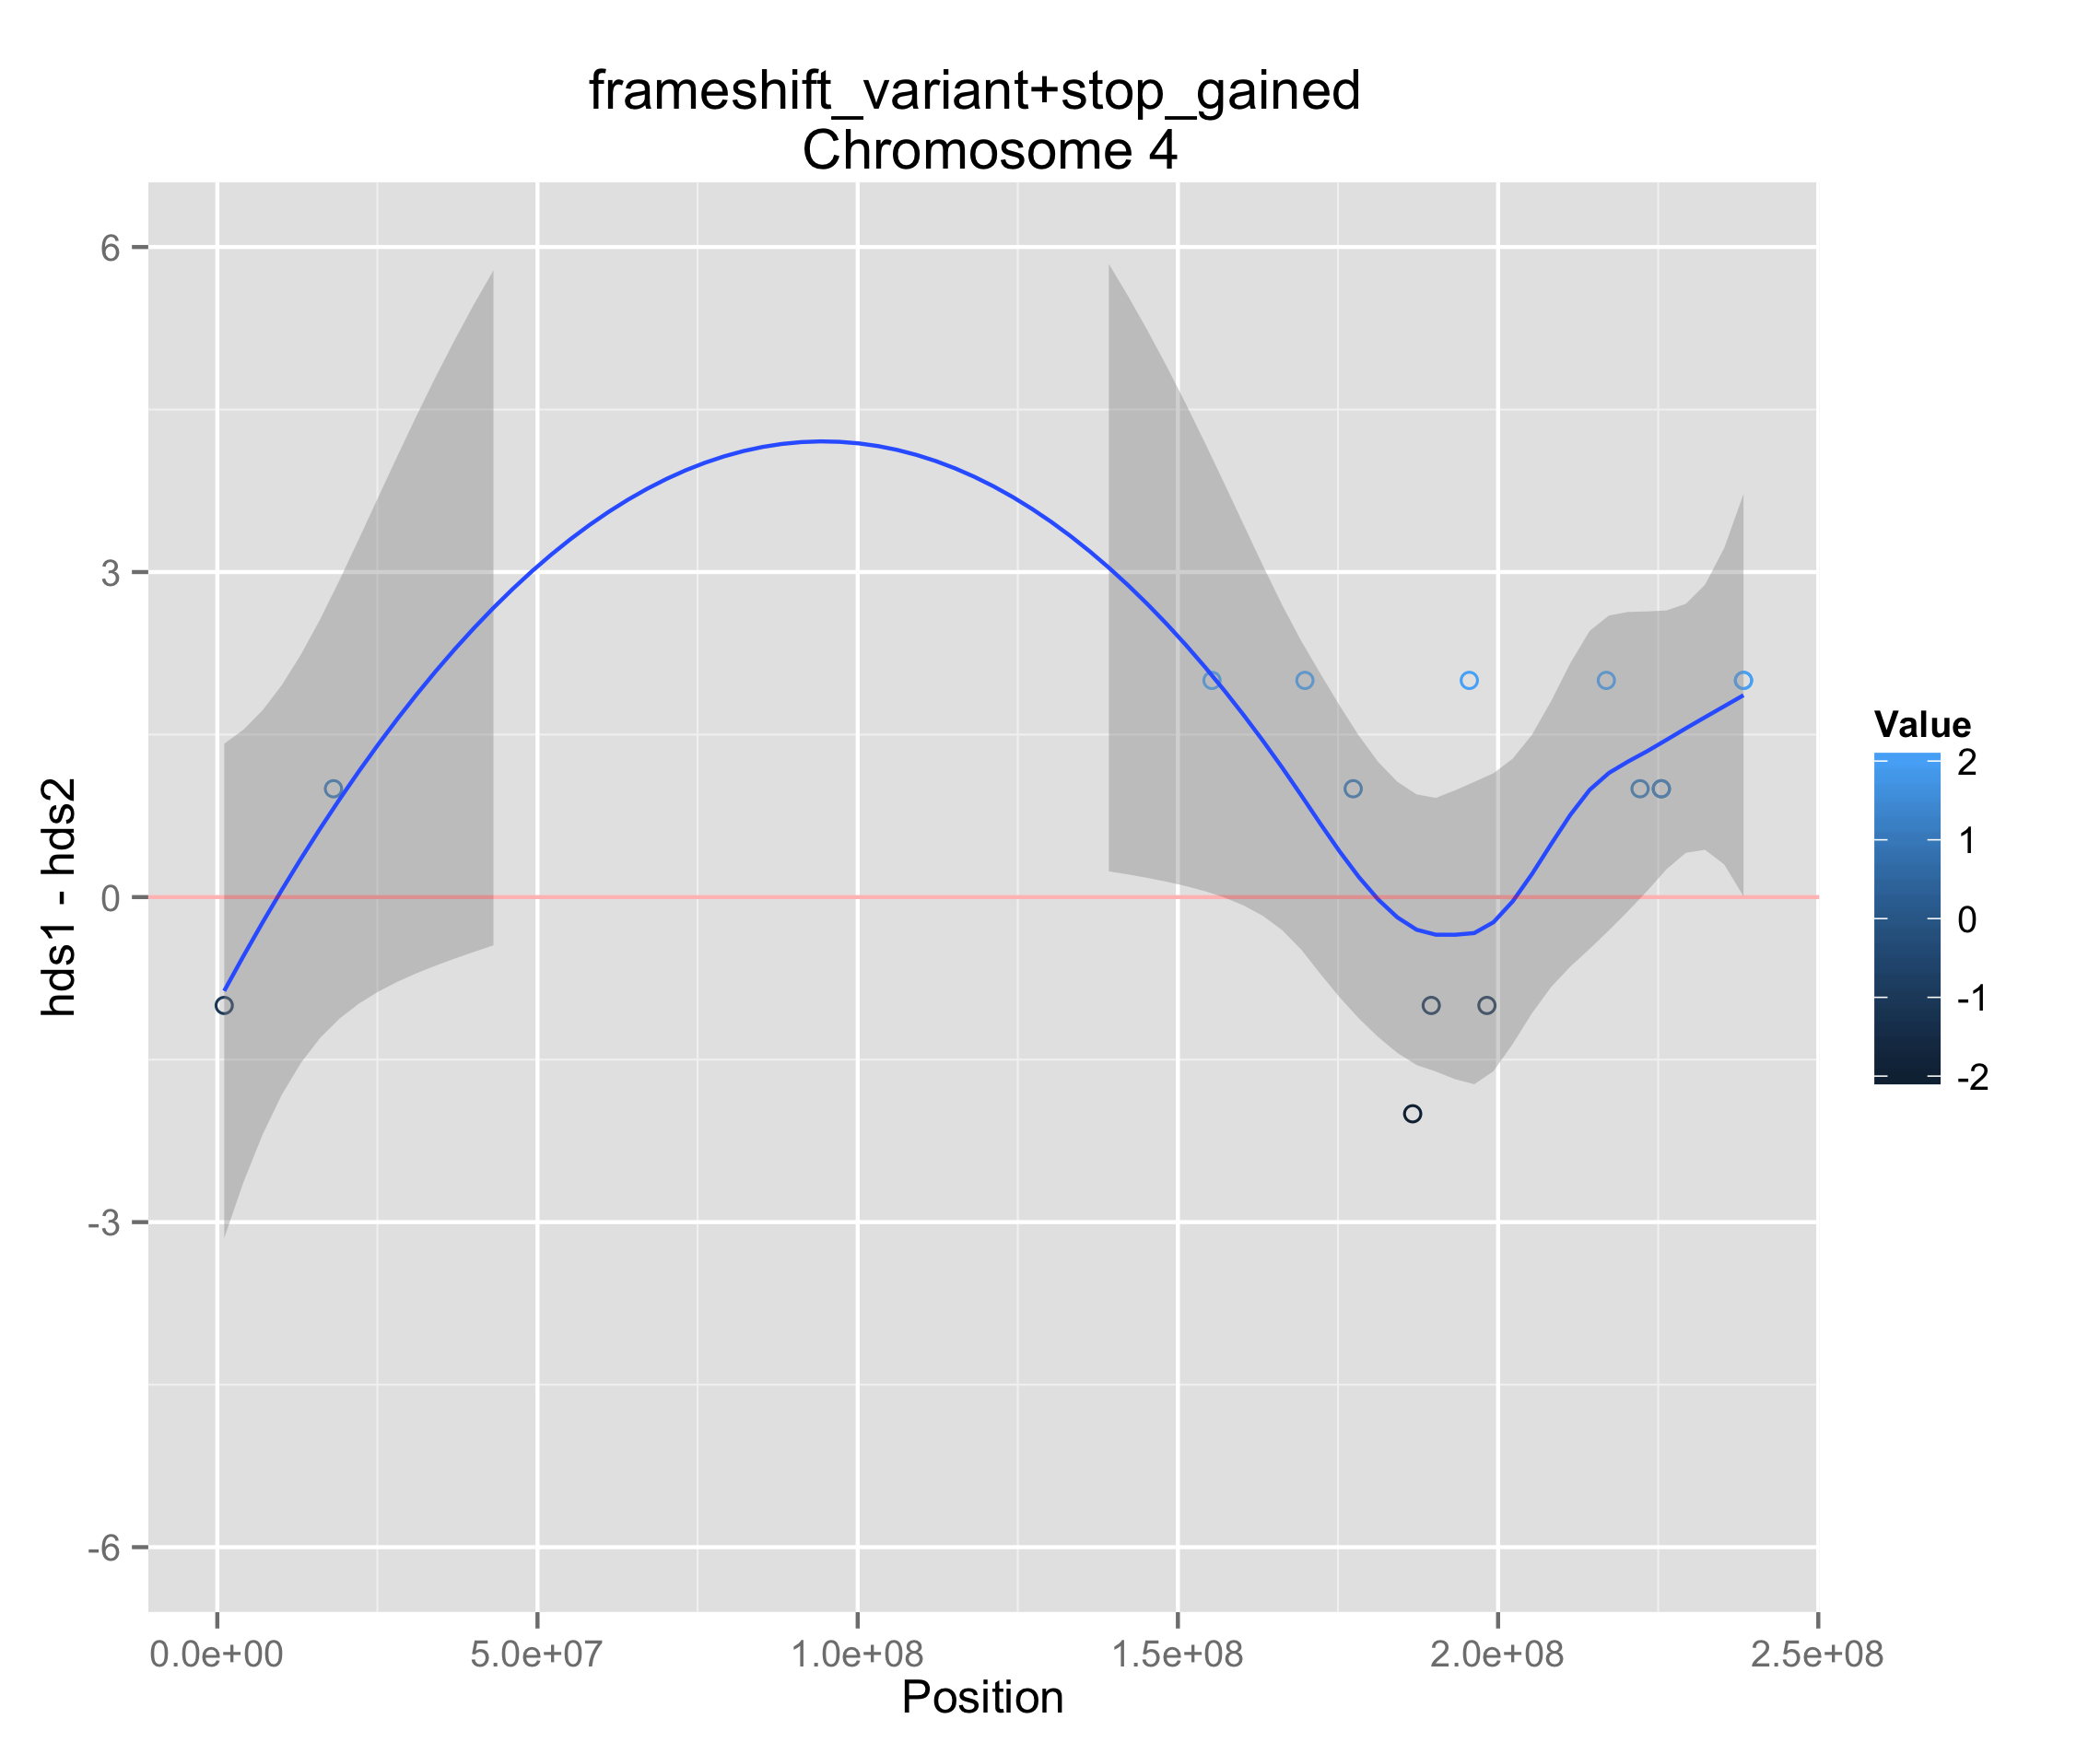 frameshift_variant+stop_gained
Chromosome 4
6
3
0
-3
-6
hds1 - hds2
0.0e+00 5.0e+07 1.0e+08 1.5e+08 2.0e+08 2.5e+08
Position
Value
2
1
0
-1
-2